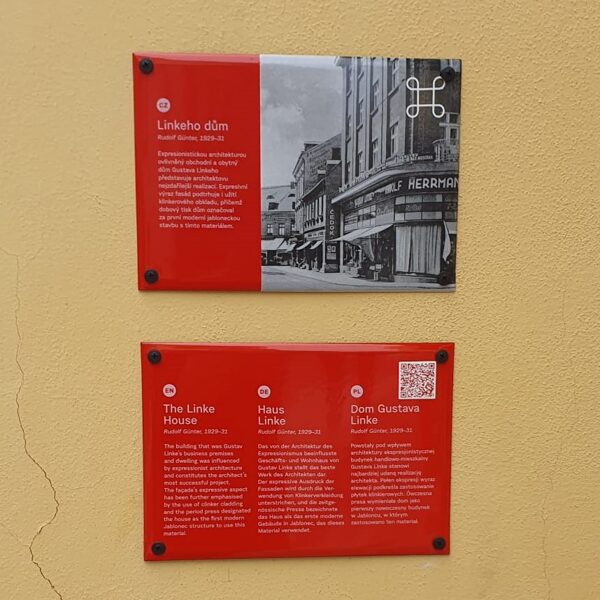 CZ
Linkeho dům
Rudolf Günter, 1929–31
Expresionistickou architekturou
ovlivněný obchodní a obytný
dům Gustava Linkeho
představuje architektovu
nejzdařilejší realizací. Expresivní
výraz fasád podtrhuje i užití
klinkerového obkladu, přičemž
dobový tisk dům označoval
za první moderní jabloneckou
stavbu s tímto materiálem.
ČEDOK
OLF HERRMAN
EN
The Linke
House
Rudolf Günter, 1929–31
The building that was Gustav
Linke's business premises
and dwelling was influenced
by expressionist architecture
and constitutes the architect's
most successful project.
The façade's expressive aspect
has been further emphasised
by the use of clinker cladding
and the period press designated
the house as the first modern
Jablonec structure to use this
material.
DE
Haus
Linke
Rudolf Günter, 1929–31
Das von der Architektur des
Expressionismus beeinflusste
Geschäfts- und Wohnhaus von
Gustav Linke stellt das beste
Werk des Architekten dar.
Der expressive Ausdruck der
Fassaden wird durch die Ver-
wendung von Klinkerverkleidung
unterstrichen, und die zeitge-
nössische Presse bezeichnete
das Haus als das erste moderne
Gebäude in Jablonec, das dieses
Material verwendet.
PL
Dom Gustava
Linke
Rudolf Günter, 1929–31
Powstały pod wpływem
architektury ekspresjonistycznej
budynek handlowo-mieszkalny
Gustawa Linke stanowi
najbardziej udaną realizację
architekta. Pełen ekspresji wyraz
elewacji podkreśla zastosowanie
płytek klinkierowych. Ówczesna
prasa wymieniała dom jako
pierwszy nowoczesny budynek
w Jabloncu, w którym
zastosowano ten materiał.